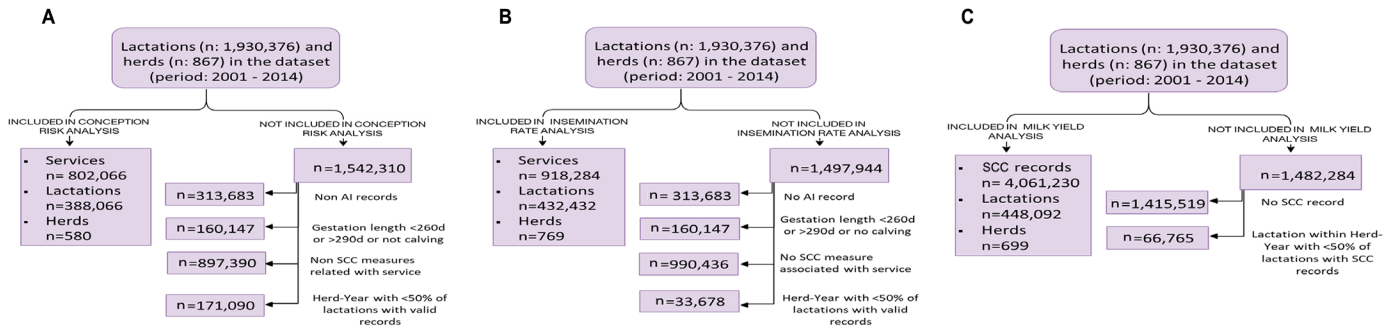 A
Lactations (n: 1,930,376) and
herds (n: 867) in the dataset
(period: 2001 - 2014)
INCLUDED IN CONCEPTION
RISK ANALYSIS
NOT INCLUDED IN CONCEPTION
RISK ANALYSIS
▪ Services
n= 802,066
▪ Lactations
n=388,066
▪ Herds
n=580
n=1,542,310
n=313,683
Non AI records
n=160,147
Gestation length <260d
or >290d or not calving
n=897,390
Non SCC measures
related with service
n=171,090
Herd-Year with <50% of
lactations with valid
records
B
Lactations (n: 1,930,376) and
herds (n: 867) in the dataset
(period: 2001 - 2014)
INCLUDED IN INSEMINATION
RATE ANALYSIS
NOT INCLUDED IN
INSEMINATION RATE ANALYSIS
▪ Services
n= 918,284
▪ Lactations
n=432,432
▪ Herds
n=769
n=1,497,944
n= 313,683
No AI record
n=160,147
Gestation length <260d
or >290d or no calving
n=990,436
No SCC measure
associated with service
n=33,678
Herd-Year with <50% of
lactations with valid
records
C
Lactations (n: 1,930,376) and
herds (n: 867) in the dataset
(period: 2001 - 2014)
INCLUDED IN MILK YIELD
ANALYSIS
NOT INCLUDED IN MILK YIELD
ANALYSIS
▪ SCC records
n= 4,061,230
▪ Lactations
n=448,092
▪ Herds
n=699
n=1,482,284
n=1,415,519
No SCC record
n=66,765
Lactation within Herd-
Year with <50% of
lactations with SCC
records